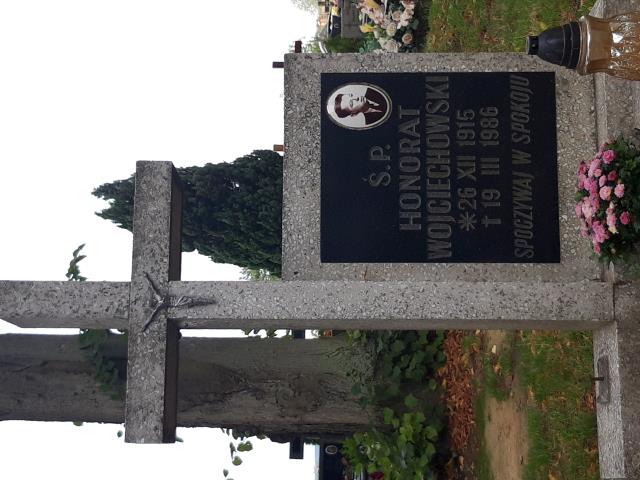 Ś.P.
HONORAT
WOJCIECHOWSKI
*26 XII 1915
†19 III 1986
SPOCZYWAJ W SPOKOJU